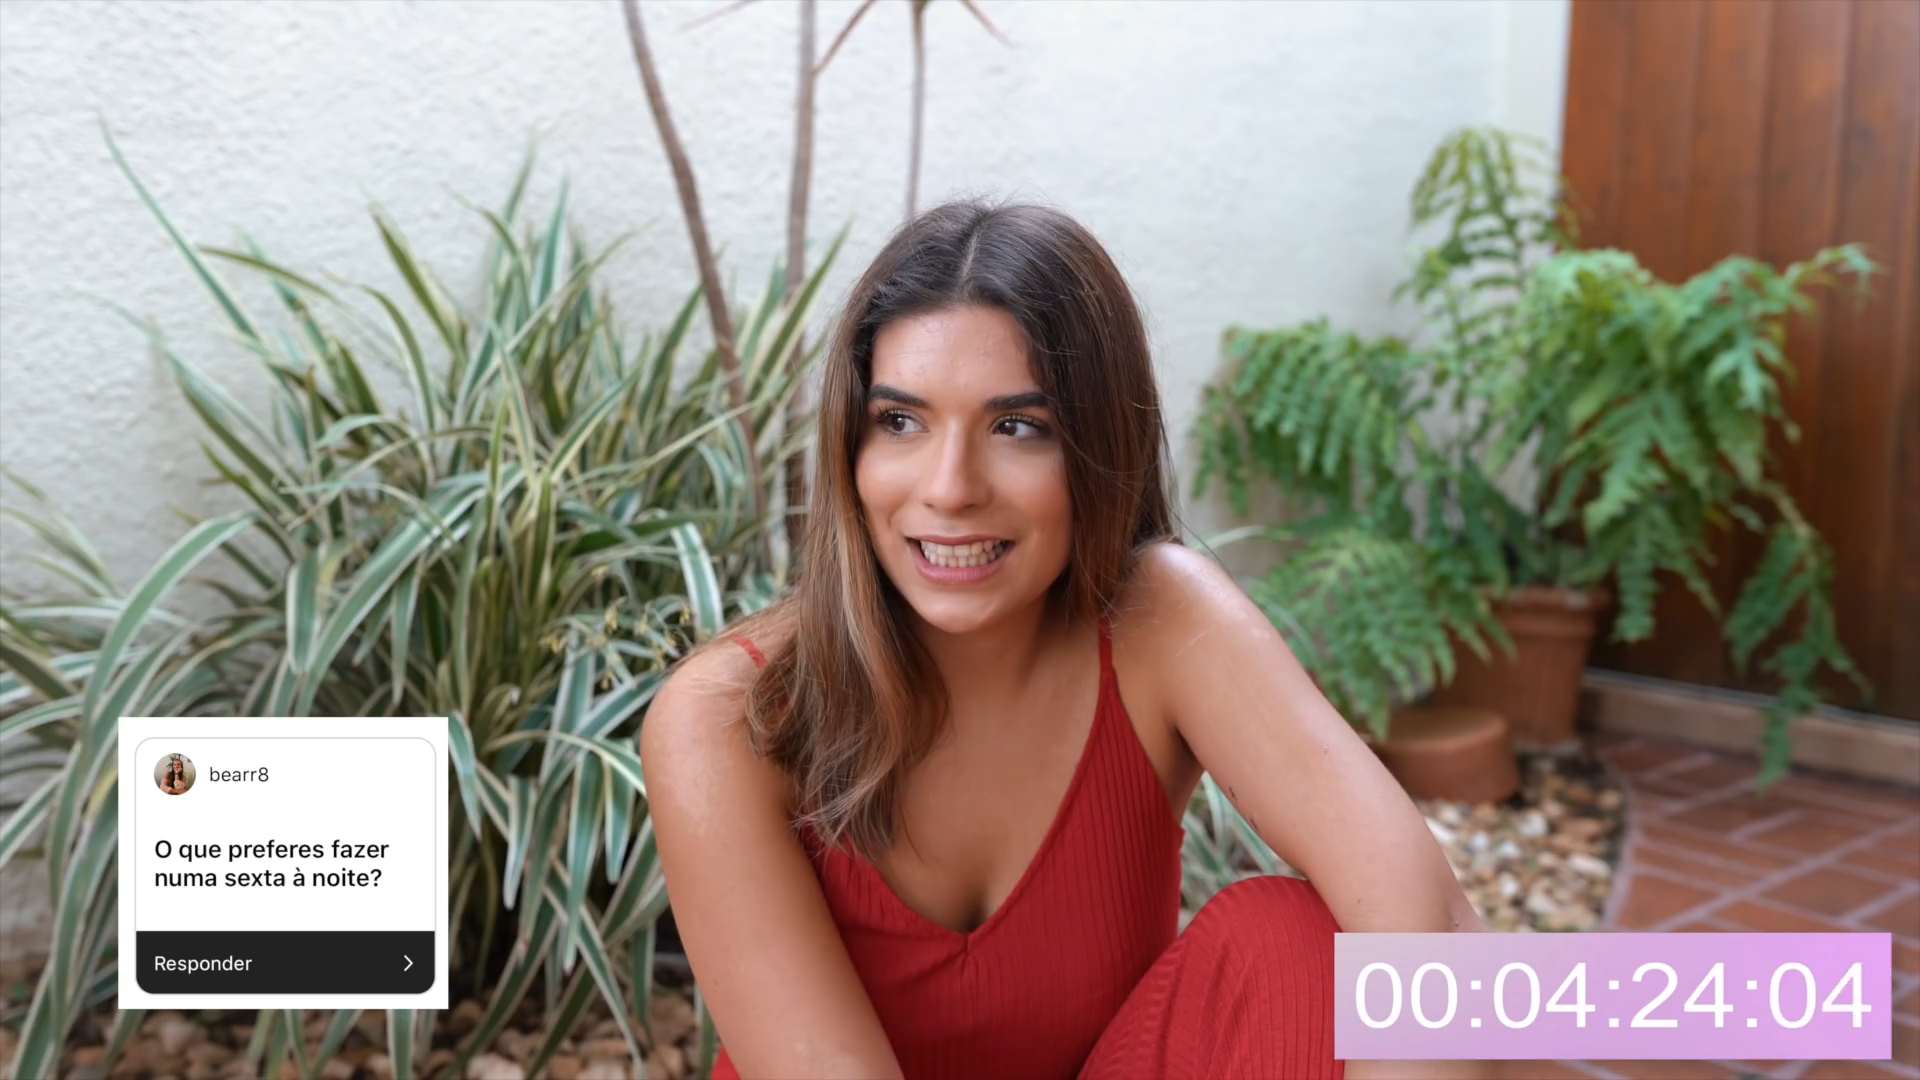 bearr8
O que preferes fazer
numa sexta à noite?
Responder
00:04:24:04